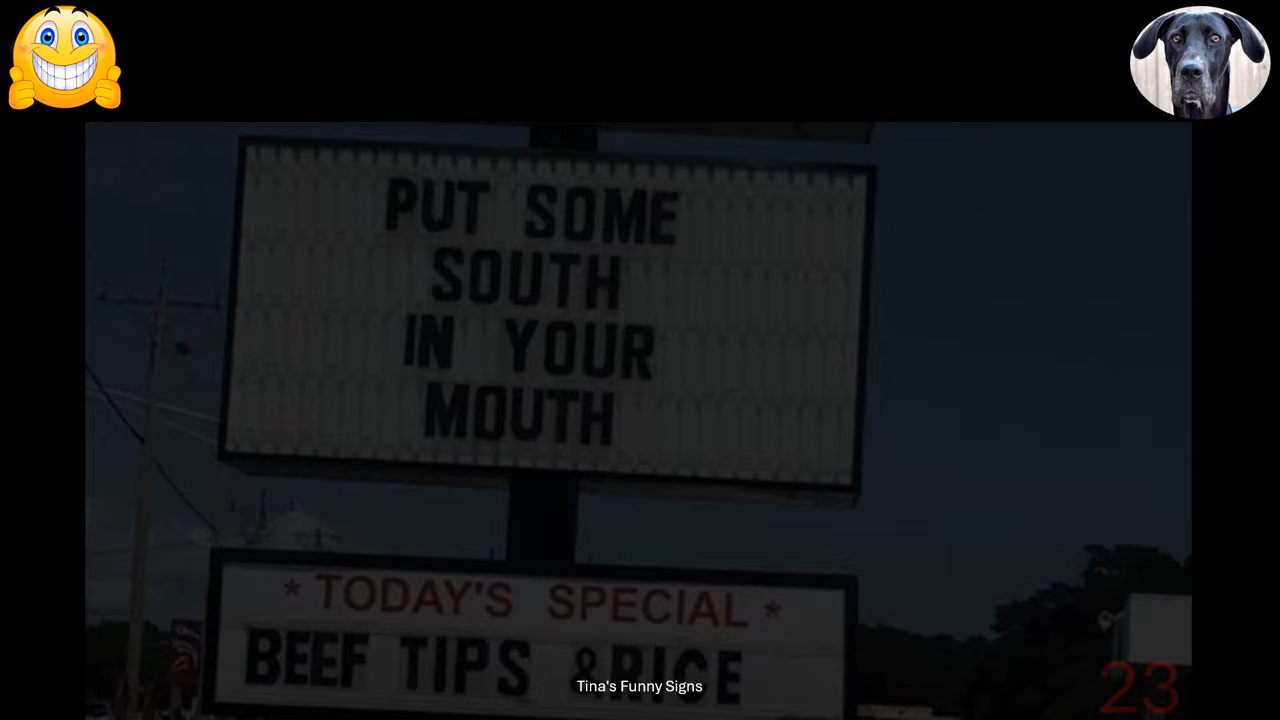 PUT SOME
SOUTH
IN YOUR
MOUTH
* TODAY'S SPECIAL *
BEEF TIPS &RICE
Tina's Funny Signs
23